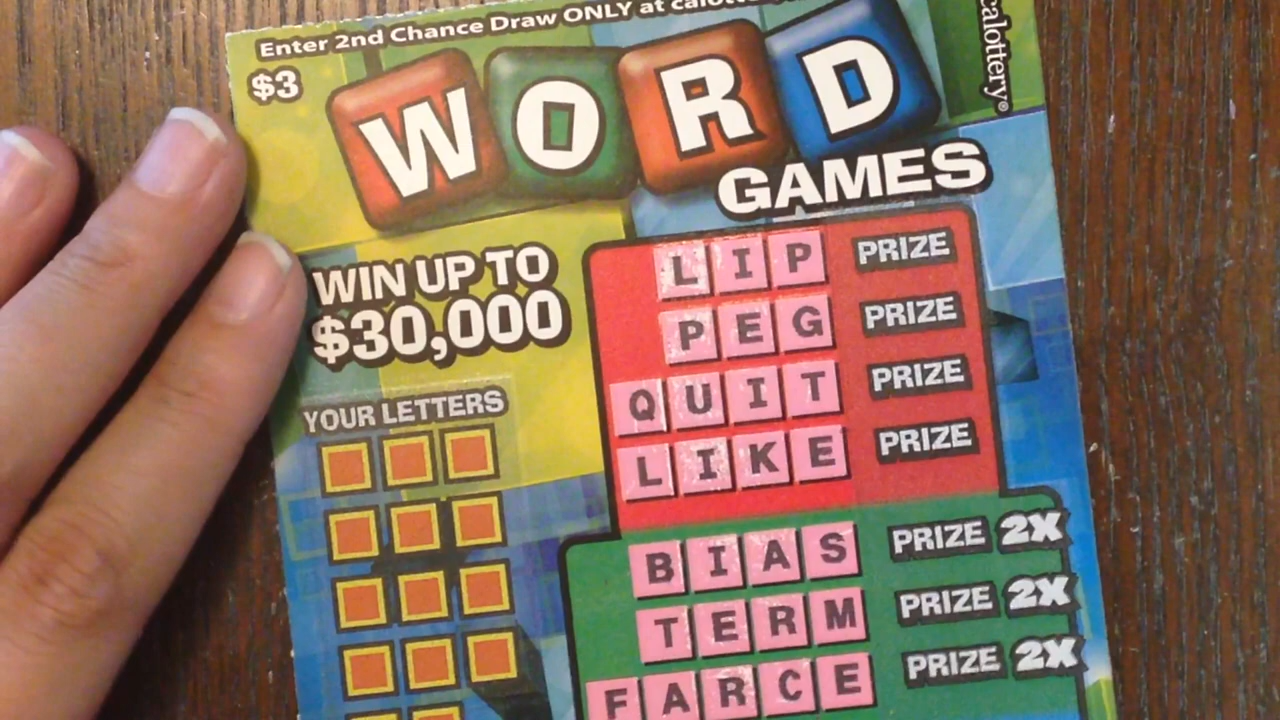 Enter 2nd Chance Draw ONLY at
calottery®
$3
WORD
GAMES
WIN UP TO
$30,000
YOUR LETTERS
LIP PRIZE
PEG PRIZE
QUIT PRIZE
LIKE PRIZE
BIAS PRIZE 2X
TERM PRIZE 2X
FARCE PRIZE 2X